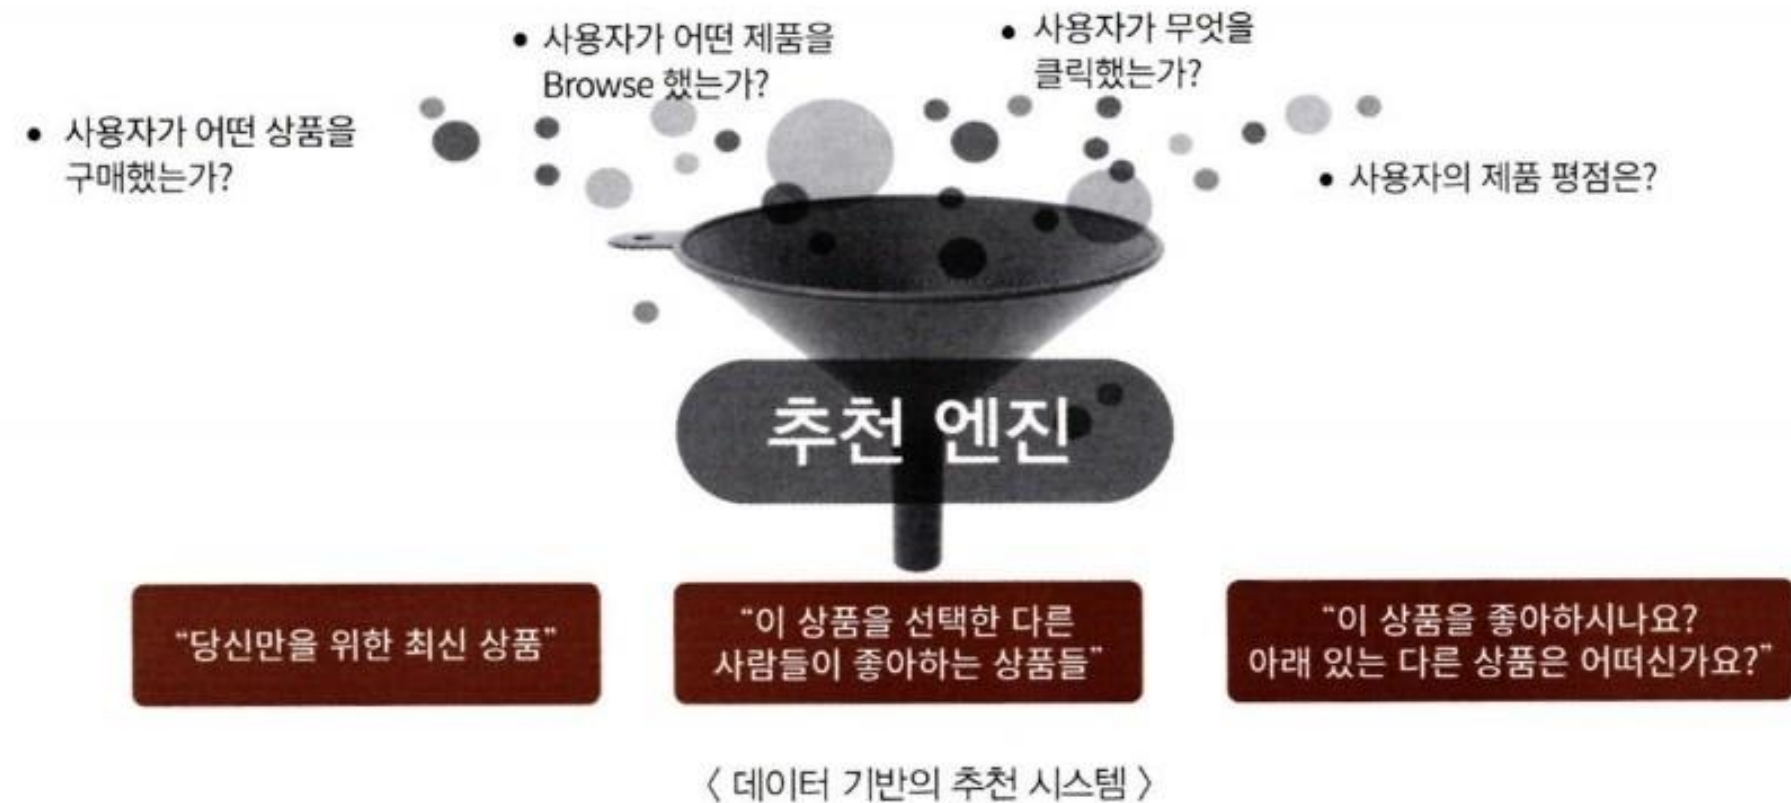 • 사용자가 어떤 제품을
Browse 했는가?
• 사용자가 무엇을
클릭했는가?
• 사용자가 어떤 상품을
구매했는가?
• 사용자의 제품 평점은?
추천 엔진
“당신만을 위한 최신 상품”
“이 상품을 선택한 다른
사람들이 좋아하는 상품들”
“이 상품을 좋아하시나요?
아래 있는 다른 상품은 어떠신가요?”
〈 데이터 기반의 추천 시스템 〉